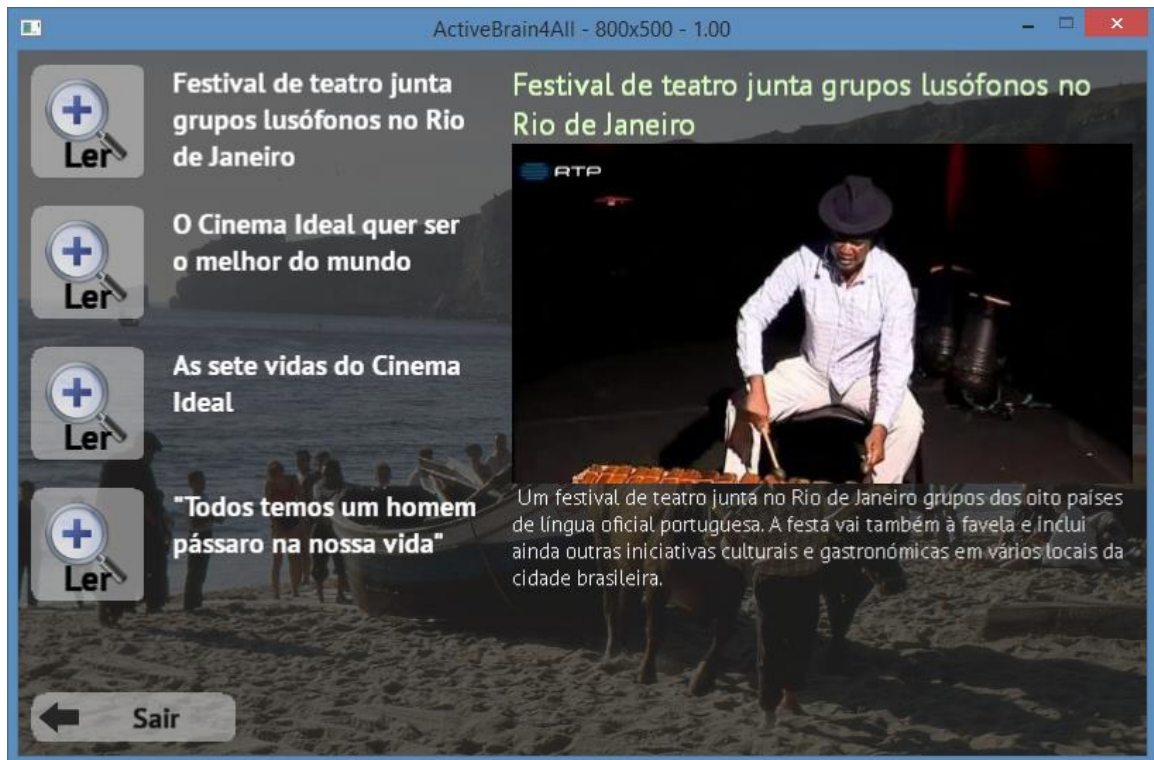 ActiveBrain4All - 800x500 - 1.00
Ler
Festival de teatro junta
grupos lusófonos no Rio
de Janeiro
Ler
O Cinema Ideal quer ser
o melhor do mundo
Ler
As sete vidas do Cinema
Ideal
Ler
"Todos temos um homem
pássaro na nossa vida"
Sair
Festival de teatro junta grupos lusófonos no
Rio de Janeiro
RTP
Um festival de teatro junta no Rio de Janeiro grupos dos oito países
de língua oficial portuguesa. A festa vai também à favela e inclui
ainda outras iniciativas culturais e gastronómicas em vários locais da
cidade brasileira.